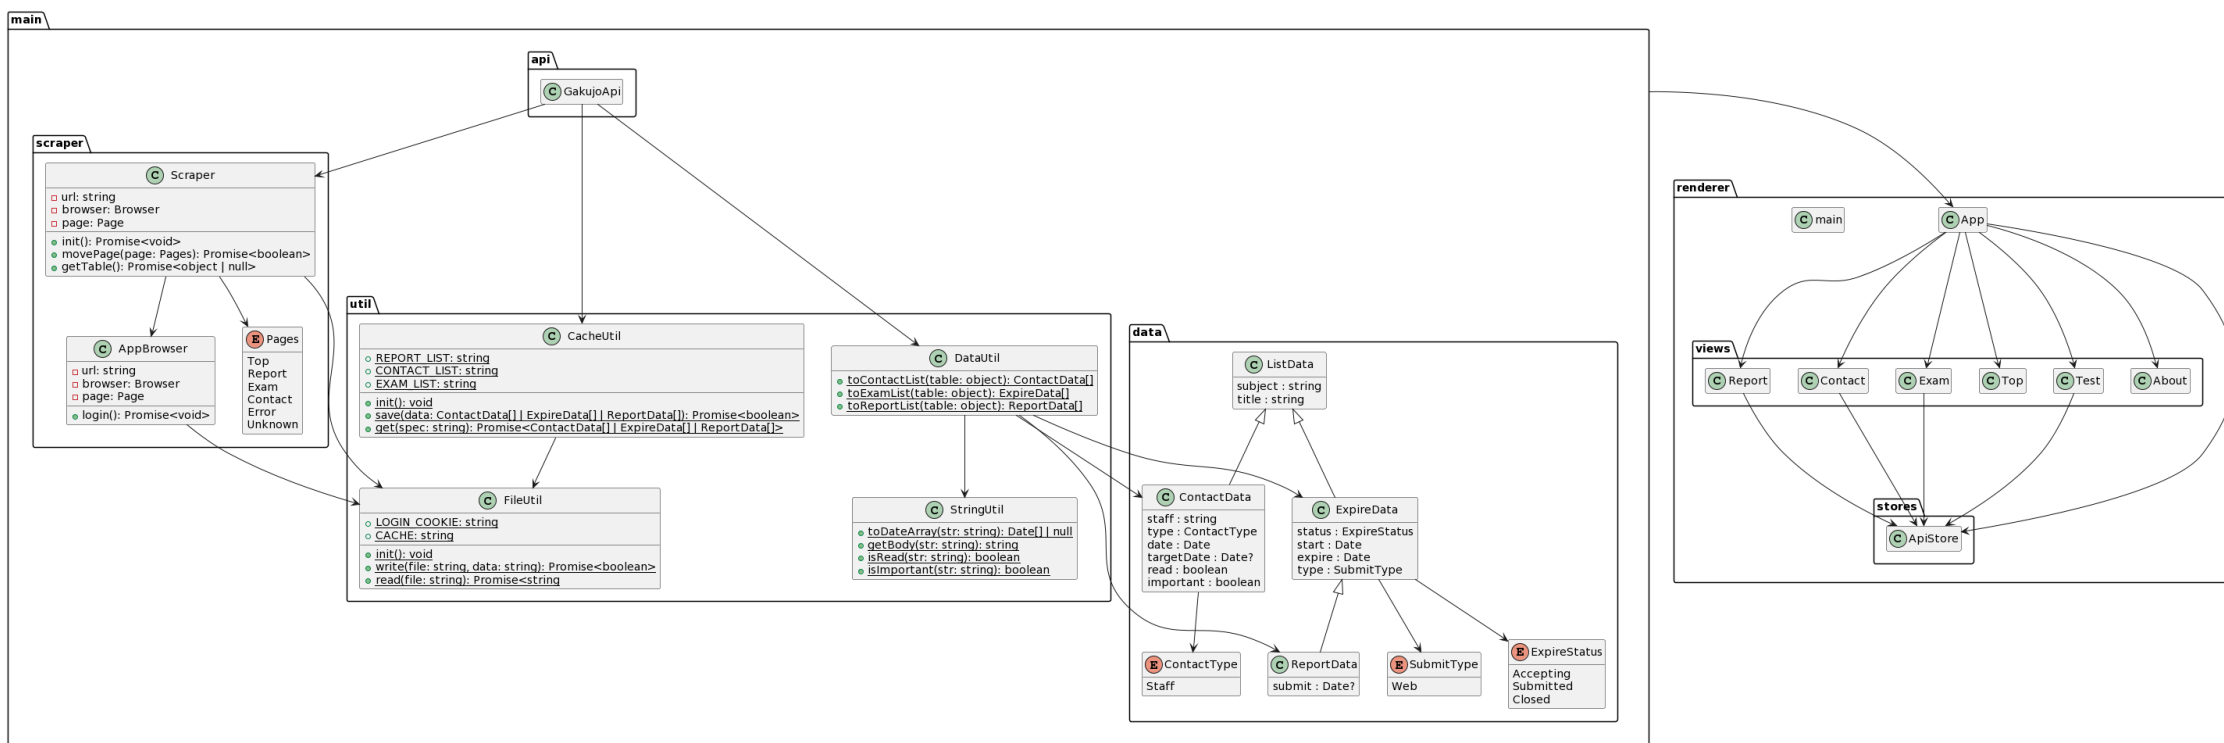 main
api
C GakujoApi
scraper
C Scraper
url: string
browser: Browser
page: Page
init(): Promise<void>
movePage(page: Pages): Promise<boolean>
getTable(): Promise<object | null>
C AppBrowser
url: string
browser: Browser
page: Page
login(): Promise<void>
E Pages
Top
Report
Exam
Contact
Error
Unknown
util
C CacheUtil
REPORT_LIST: string
CONTACT_LIST: string
EXAM_LIST: string
init(): void
save(data: ContactData[] | ExpireData[] | ReportData[]): Promise<boolean>
get(spec: string): Promise<ContactData[] | ExpireData[] | ReportData[]>
C DataUtil
toContactList(table: object): ContactData[]
toExamList(table: object): ExpireData[]
toReportList(table: object): ReportData[]
C FileUtil
LOGIN_COOKIE: string
CACHE: string
init(): void
write(file: string, data: string): Promise<boolean>
read(file: string): Promise<string
C StringUtil
toDateArray(str: string): Date[] | null
getBody(str: string): string
isRead(str: string): boolean
isImportant(str: string): boolean
data
C ListData
subject : string
title : string
C ContactData
staff : string
type : ContactType
date : Date
targetDate : Date?
read : boolean
important : boolean
C ExpireData
status : ExpireStatus
start : Date
expire : Date
type : SubmitType
E ContactType
Staff
C ReportData
submit : Date?
E SubmitType
Web
E ExpireStatus
Accepting
Submitted
Closed
renderer
C main
C App
views
C Report
C Contact
C Exam
C Top
C Test
C About
stores
C ApiStore